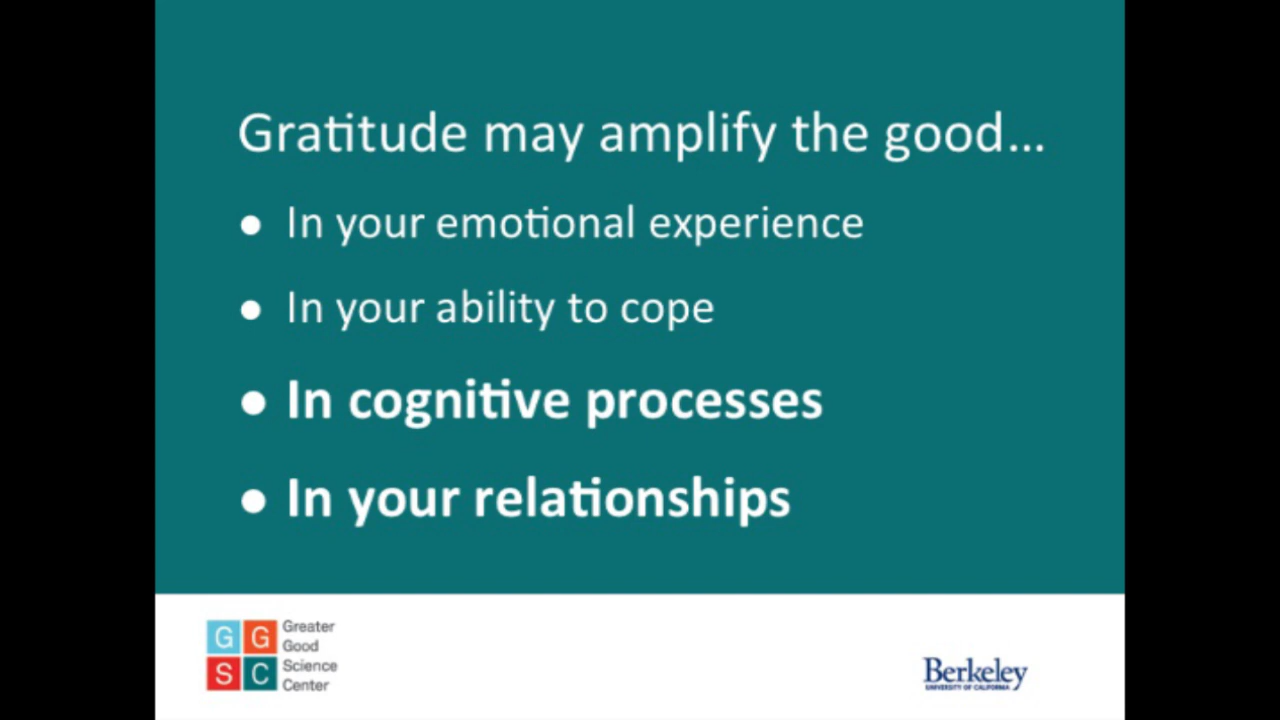 Gratitude may amplify the good...
• In your emotional experience
• In your ability to cope
• In cognitive processes
• In your relationships
G G Greater
Good
S C Science
Center
Berkeley
UNIVERSITY OF CALIFORNIA